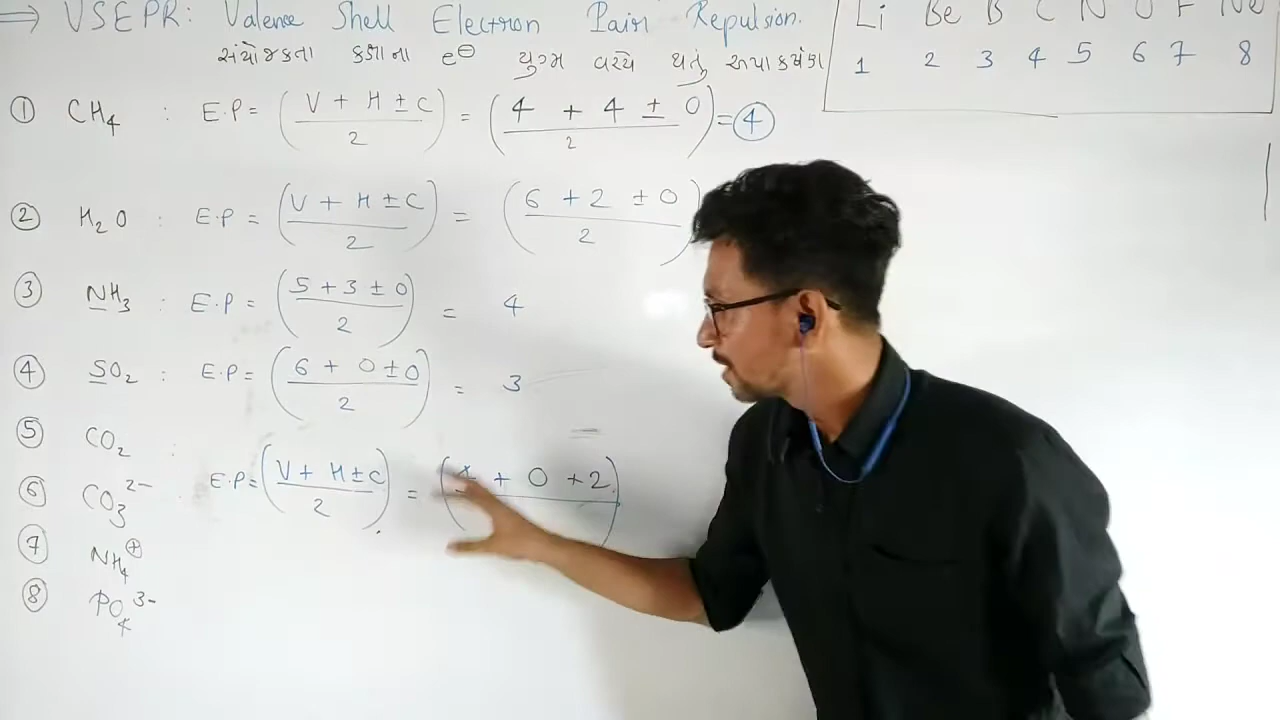 ⇒ VSEPR: Valence Shell Electron Pair Repulsion.
સંયોજકતા કક્ષાના e⊖ યુગ્મ વચ્ચે થતું અપાકર્ષણ
Li Be B C N O F Ne
1 2 3 4 5 6 7 8
① CH₄ : E.P = (V + H ± C / 2) = (4 + 4 ± 0 / 2) = ④
② H₂O : E.P = (V + H ± C / 2) = (6 + 2 ± 0 / 2)
③ NH₃ : E.P = (5 + 3 ± 0 / 2) = 4
④ SO₂ : E.P = (6 + 0 ± 0 / 2) = 3
⑤ CO₂ :
⑥ CO₃²⁻ : E.P = (V + H ± C / 2) = (4 + 0 + 2)
⑦ NH₄⊕
⑧ PO₄³⁻